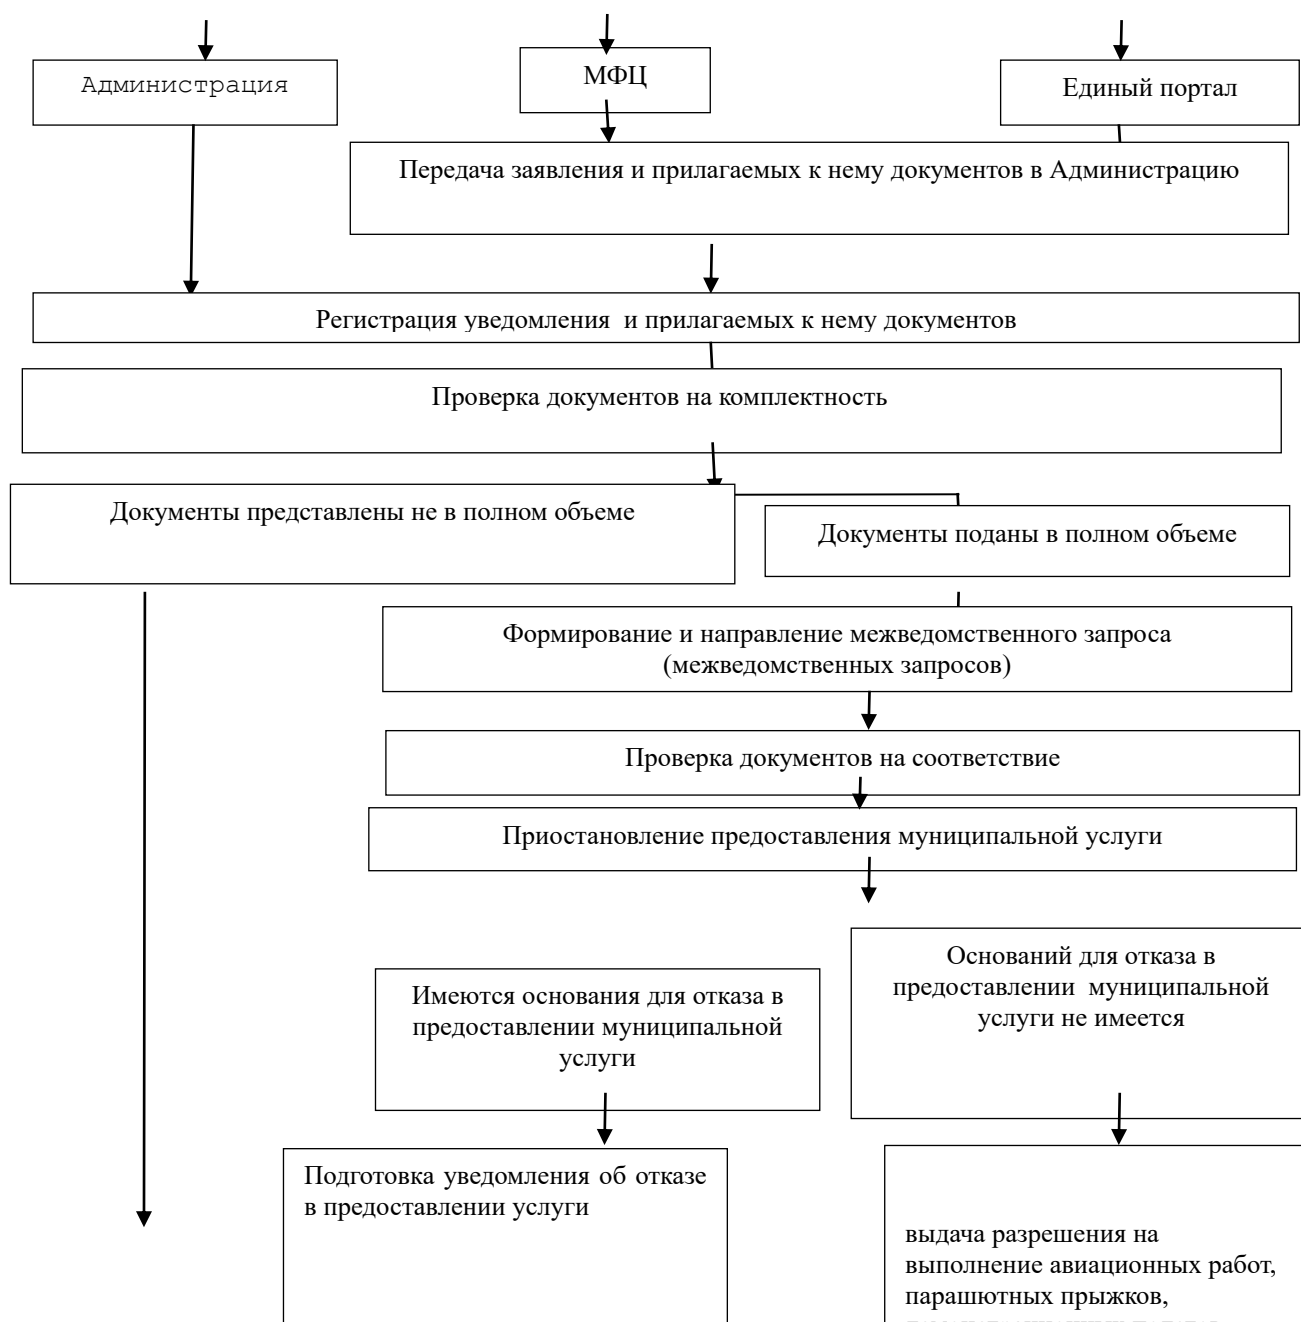 Администрация
МФЦ
Единый портал
Передача заявления и прилагаемых к нему документов в Администрацию
Регистрация уведомления и прилагаемых к нему документов
Проверка документов на комплектность
Документы представлены не в полном объеме
Документы поданы в полном объеме
Формирование и направление межведомственного запроса
(межведомственных запросов)
Проверка документов на соответствие
Приостановление предоставления муниципальной услуги
Имеются основания для отказа в
предоставлении муниципальной
услуги
Оснований для отказа в
предоставлении муниципальной
услуги не имеется
Подготовка уведомления об отказе
в предоставлении услуги
выдача разрешения на
выполнение авиационных работ,
парашютных прыжков,